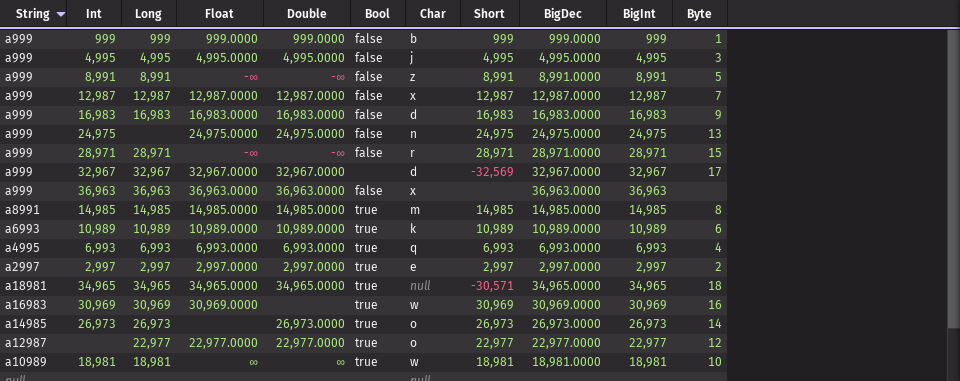 String Int Long Float Double Bool Char Short BigDec BigInt Byte
a999 999 999 999.0000 999.0000 false b 999 999.0000 999 1
a999 4,995 4,995 4,995.0000 4,995.0000 false j 4,995 4,995.0000 4,995 3
a999 8,991 8,991 -∞ -∞ false z 8,991 8,991.0000 8,991 5
a999 12,987 12,987 12,987.0000 12,987.0000 false x 12,987 12,987.0000 12,987 7
a999 16,983 16,983 16,983.0000 16,983.0000 false d 16,983 16,983.0000 16,983 9
a999 24,975 24,975.0000 24,975.0000 false n 24,975 24,975.0000 24,975 13
a999 28,971 28,971 -∞ -∞ false r 28,971 28,971.0000 28,971 15
a999 32,967 32,967 32,967.0000 32,967.0000 d -32,569 32,967.0000 32,967 17
a999 36,963 36,963 36,963.0000 36,963.0000 false x 36,963.0000 36,963
a8991 14,985 14,985 14,985.0000 14,985.0000 true m 14,985 14,985.0000 14,985 8
a6993 10,989 10,989 10,989.0000 10,989.0000 true k 10,989 10,989.0000 10,989 6
a4995 6,993 6,993 6,993.0000 6,993.0000 true q 6,993 6,993.0000 6,993 4
a2997 2,997 2,997 2,997.0000 2,997.0000 true e 2,997 2,997.0000 2,997 2
a18981 34,965 34,965 34,965.0000 34,965.0000 true null -30,571 34,965.0000 34,965 18
a16983 30,969 30,969 30,969.0000 true w 30,969 30,969.0000 30,969 16
a14985 26,973 26,973 26,973.0000 true o 26,973 26,973.0000 26,973 14
a12987 22,977 22,977.0000 22,977.0000 true o 22,977 22,977.0000 22,977 12
a10989 18,981 18,981 ∞ ∞ true w 18,981 18,981.0000 18,981 10
null null